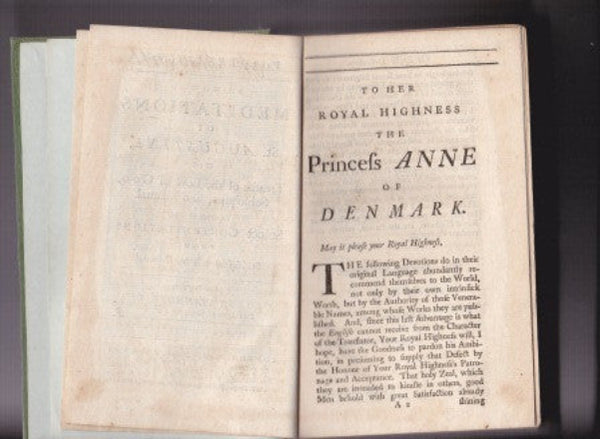 TO HER
ROYAL HIGHNESS
THE
Princeſs ANNE
OF
DENMARK.
May it pleaſe your Royal Highneſs,
THE following Devotions do in their
original Language abundantly re-
commend themſelves to the World,
not only by their own intrinſick
Worth, but by the Authority of thoſe Venera-
ble Names, among whoſe Works they are pub-
liſhed. And, ſince this laſt Advantage is what
the Engliſh cannot receive from the Character
of the Tranſlator, Your Royal Highneſs will, I
hope, have the Goodneſs to pardon his Ambi-
tion, in pretending to ſupply that Defect by
the Honour of Your Royal Highneſs's Patro-
nage and Acceptance. That holy Zeal, which
they are intended to kindle in others, good
Men behold with great Satisfaction already
A 2 ſhining